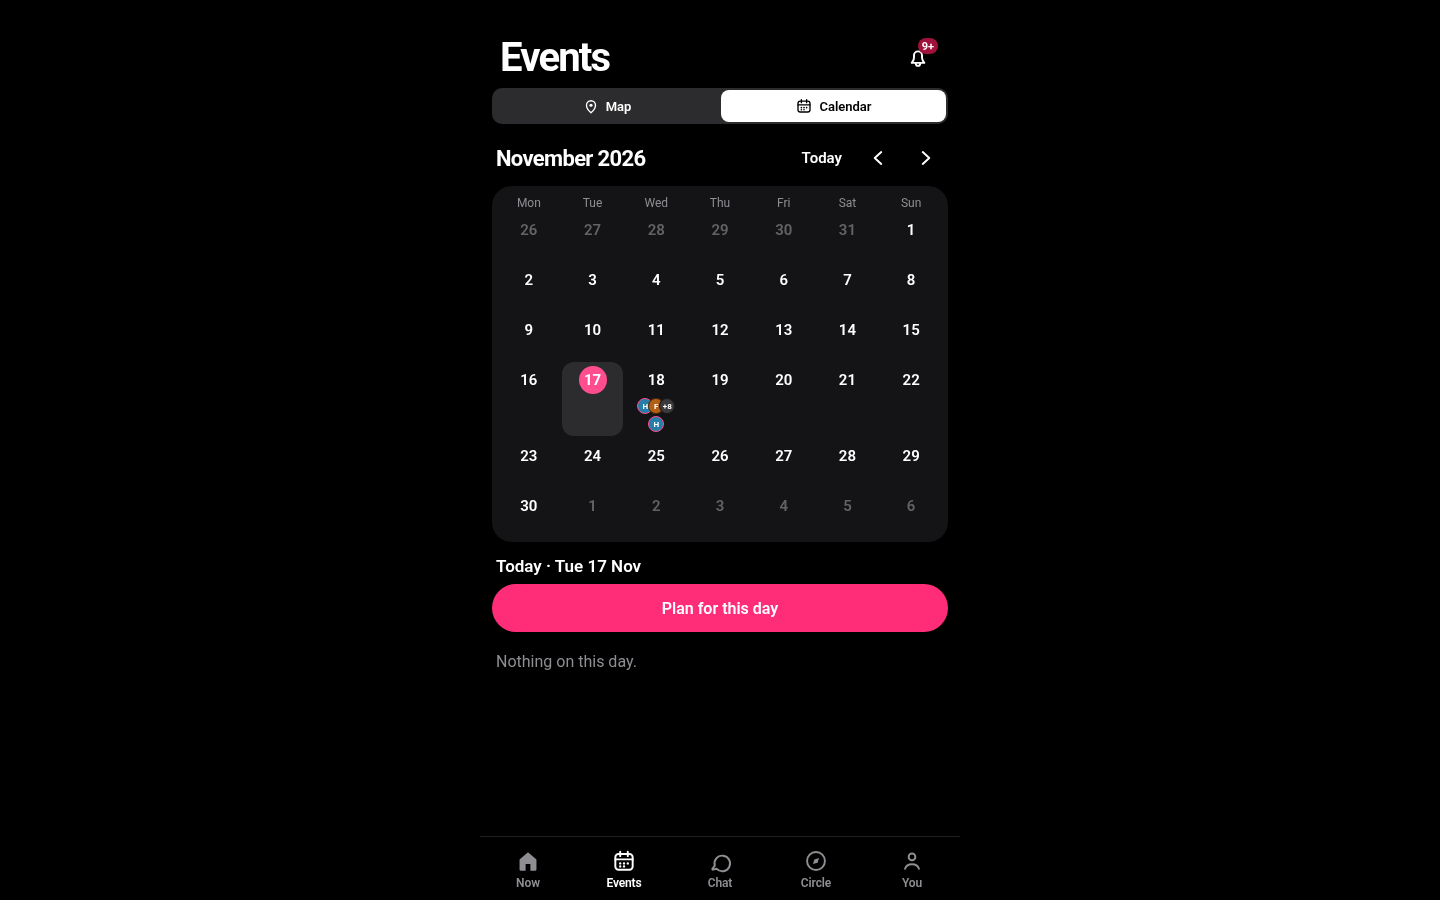 Events
9+
Map
Calendar
November 2026
Today
Mon Tue Wed Thu Fri Sat Sun
26 27 28 29 30 31 1
2 3 4 5 6 7 8
9 10 11 12 13 14 15
16 17 18 19 20 21 22
H F +8
H
23 24 25 26 27 28 29
30 1 2 3 4 5 6
Today · Tue 17 Nov
Plan for this day
Nothing on this day.
Now Events Chat Circle You